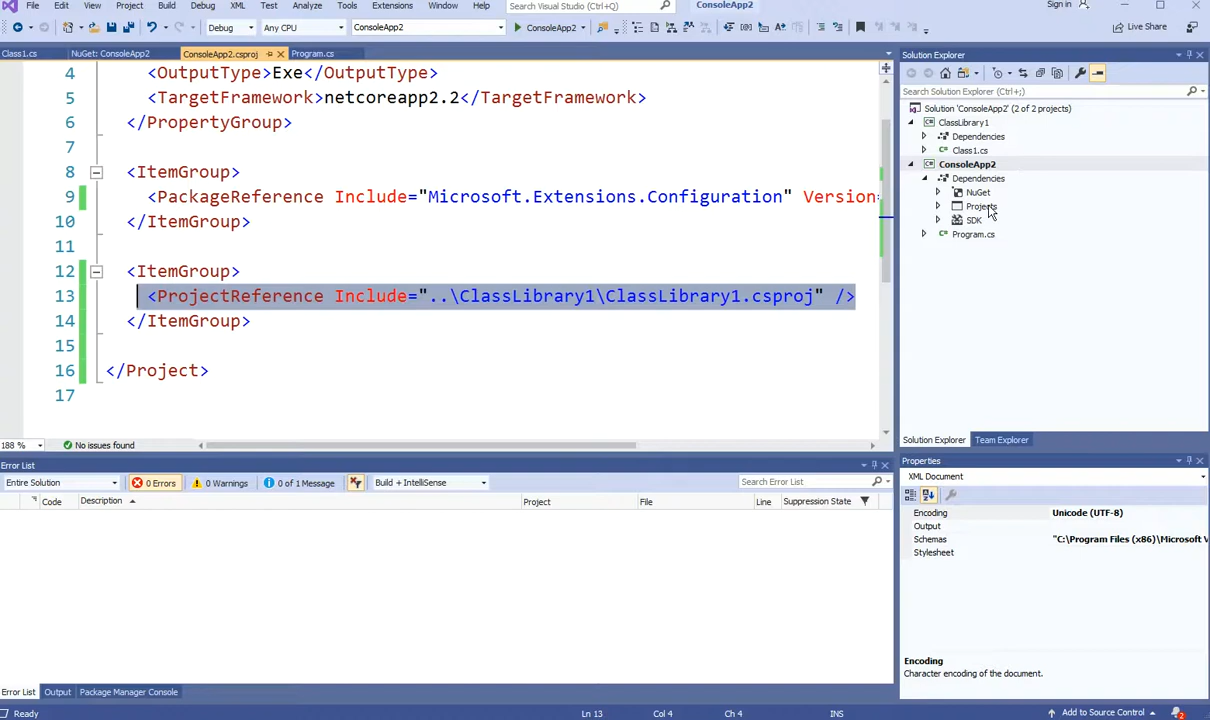 File Edit View Project Build Debug XML Test Analyze Tools Extensions Window Help Search Visual Studio (Ctrl+Q) ConsoleApp2 Sign in
Debug Any CPU ConsoleApp2 ConsoleApp2 Live Share
Class1.cs NuGet: ConsoleApp2 ConsoleApp2.csproj Program.cs
4 <OutputType>Exe</OutputType>
5 <TargetFramework>netcoreapp2.2</TargetFramework>
6 </PropertyGroup>
7
8 <ItemGroup>
9 <PackageReference Include="Microsoft.Extensions.Configuration" Version=
10 </ItemGroup>
11
12 <ItemGroup>
13 <ProjectReference Include="..\ClassLibrary1\ClassLibrary1.csproj" />
14 </ItemGroup>
15
16 </Project>
17
188 % No issues found
Solution Explorer
Search Solution Explorer (Ctrl+;)
Solution 'ConsoleApp2' (2 of 2 projects)
ClassLibrary1
Dependencies
Class1.cs
ConsoleApp2
Dependencies
NuGet
Projects
SDK
Program.cs
Solution Explorer Team Explorer
Error List
Entire Solution 0 Errors 0 Warnings 0 of 1 Message Build + IntelliSense Search Error List
Code Description Project File Line Suppression State
Properties
XML Document
Encoding Unicode (UTF-8)
Output
Schemas "C:\Program Files (x86)\Microsoft V
Stylesheet
Encoding
Character encoding of the document.
Error List Output Package Manager Console
Ready Ln 13 Col 4 Ch 4 INS Add to Source Control 2